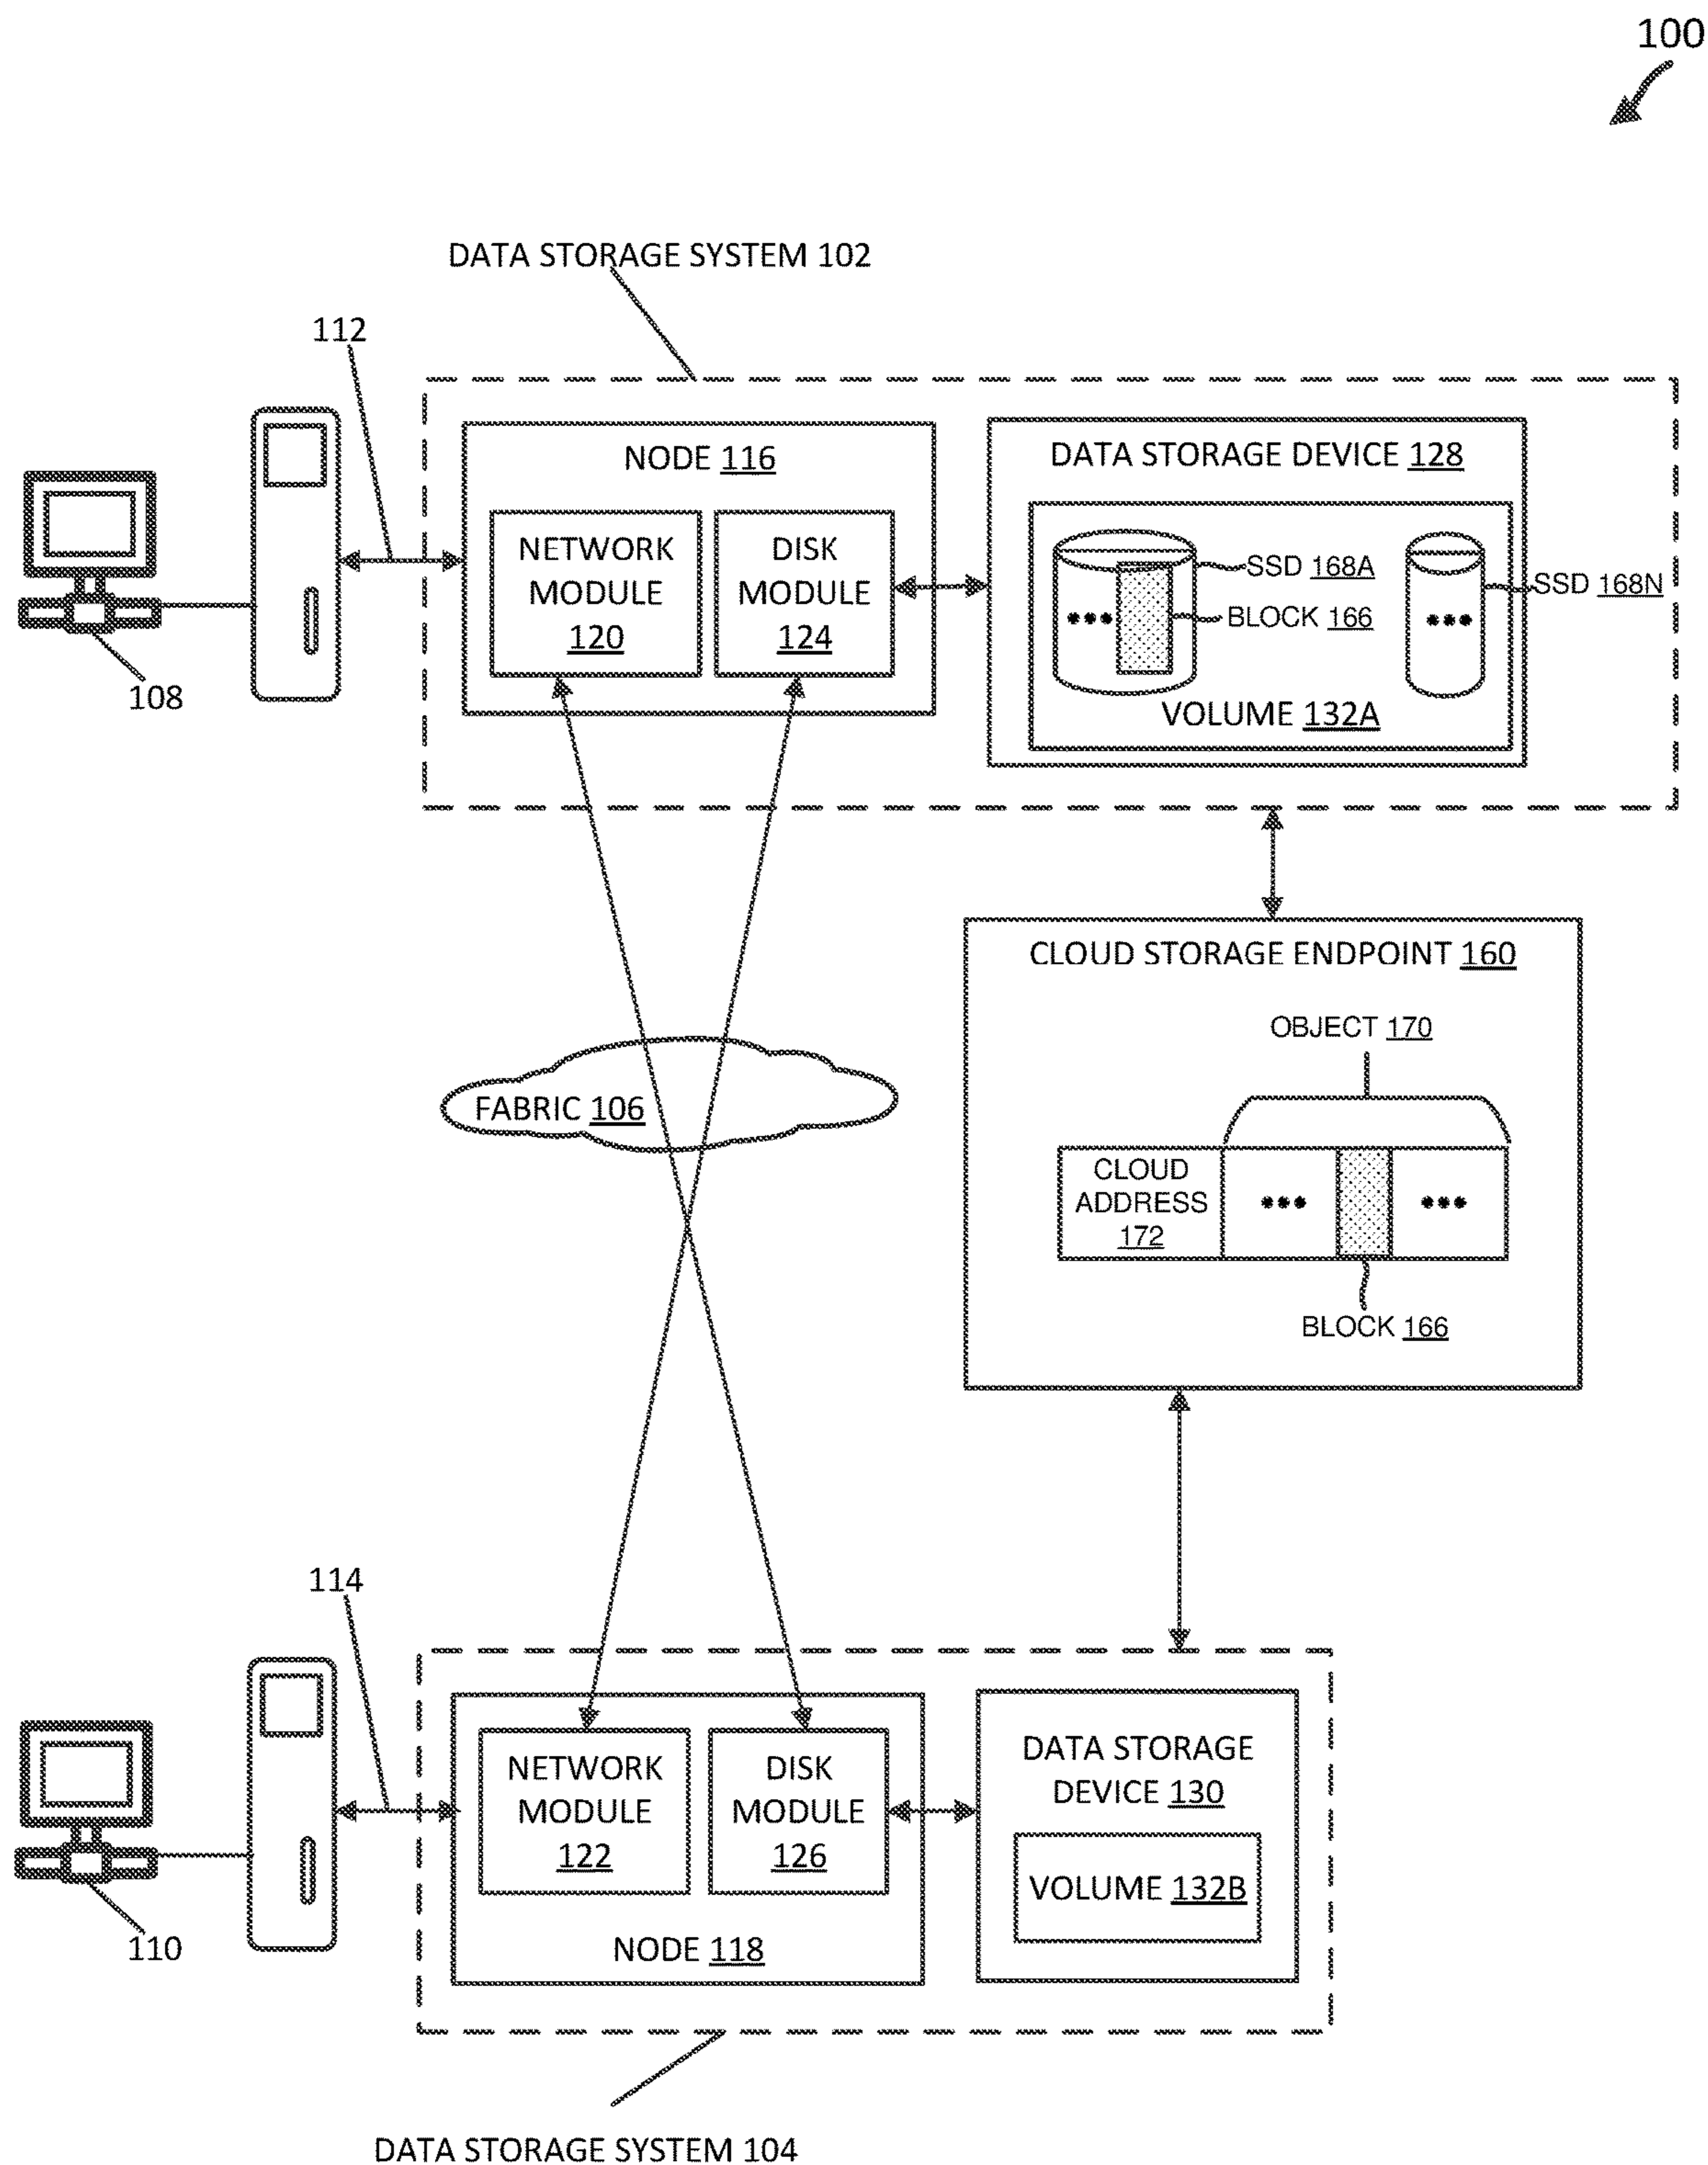 100
DATA STORAGE SYSTEM 102
112
NODE 116
DATA STORAGE DEVICE 128
NETWORK
MODULE
120
DISK
MODULE
124
SSD 168A
SSD 168N
BLOCK 166
VOLUME 132A
108
CLOUD STORAGE ENDPOINT 160
OBJECT 170
FABRIC 106
CLOUD
ADDRESS
172
BLOCK 166
114
NETWORK
MODULE
122
DISK
MODULE
126
DATA STORAGE
DEVICE 130
VOLUME 132B
NODE 118
110
DATA STORAGE SYSTEM 104